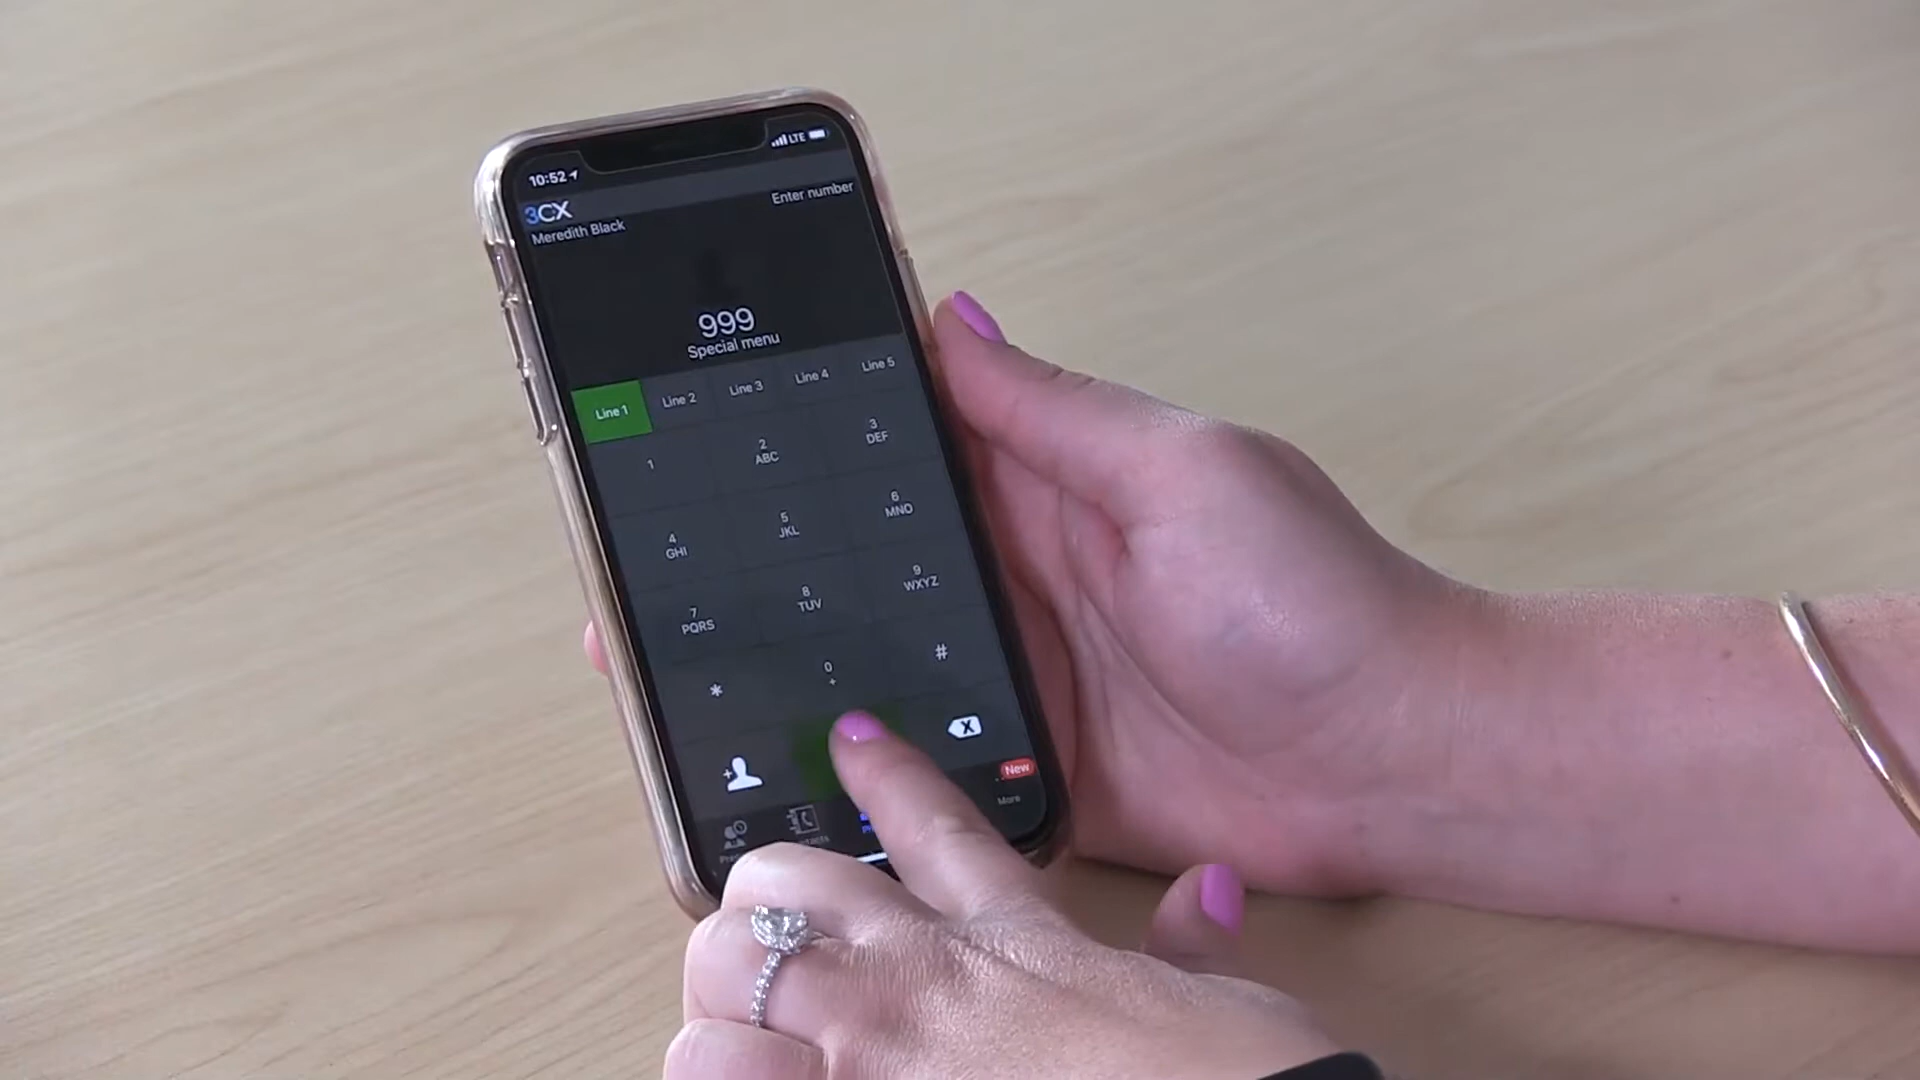 10:52 LTE
3CX Enter number
Meredith Black
999
Special menu
Line 1 Line 2 Line 3 Line 4 Line 5
1 2 3
ABC DEF
4 5 6
GHI JKL MNO
7 8 9
PQRS TUV WXYZ
* 0 #
+
X
New
More